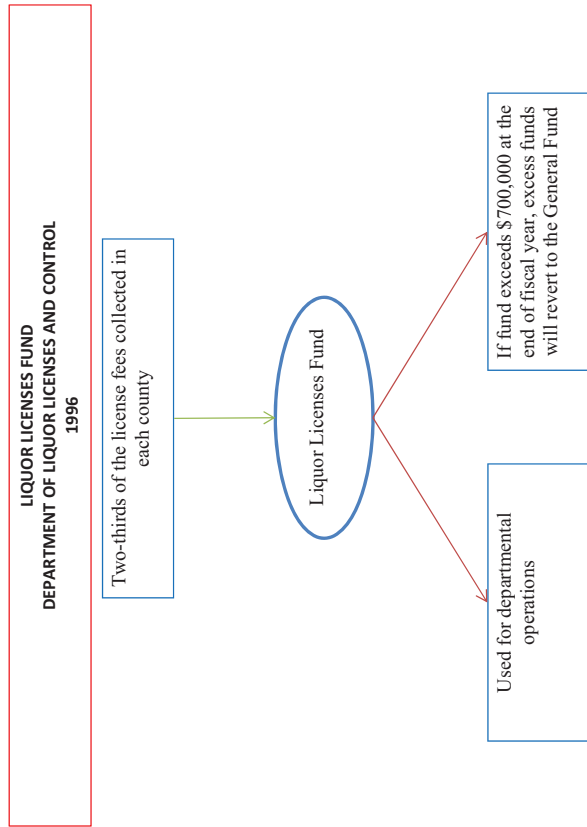 LIQUOR LICENSES FUND
DEPARTMENT OF LIQUOR LICENSES AND CONTROL
1996
Two-thirds of the license fees collected in
each county
Liquor Licenses Fund
Used for departmental
operations
If fund exceeds $700,000 at the
end of fiscal year, excess funds
will revert to the General Fund